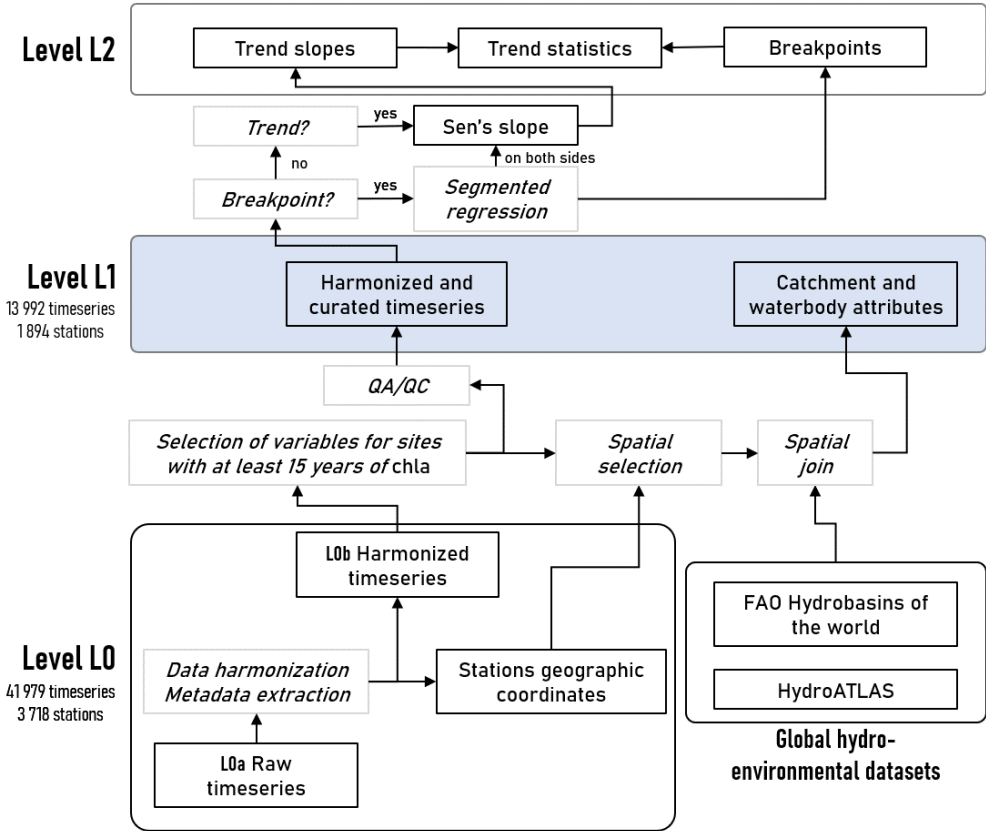 Level L2
Trend slopes
Trend statistics
Breakpoints
Trend?
yes
Sen's slope
no
on both sides
Breakpoint?
yes
Segmented
regression
Level L1
13 992 timeseries
1 894 stations
Harmonized and
curated timeseries
Catchment and
waterbody attributes
QA/QC
Selection of variables for sites
with at least 15 years of chla
Spatial
selection
Spatial
join
L0b Harmonized
timeseries
Level L0
41 979 timeseries
3 718 stations
Data harmonization
Metadata extraction
Stations geographic
coordinates
L0a Raw
timeseries
FAO Hydrobasins of
the world
HydroATLAS
Global hydro-
environmental datasets